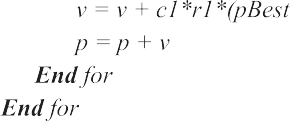 v = v + c1*r1*(pBest
p = p + v
End for
End for